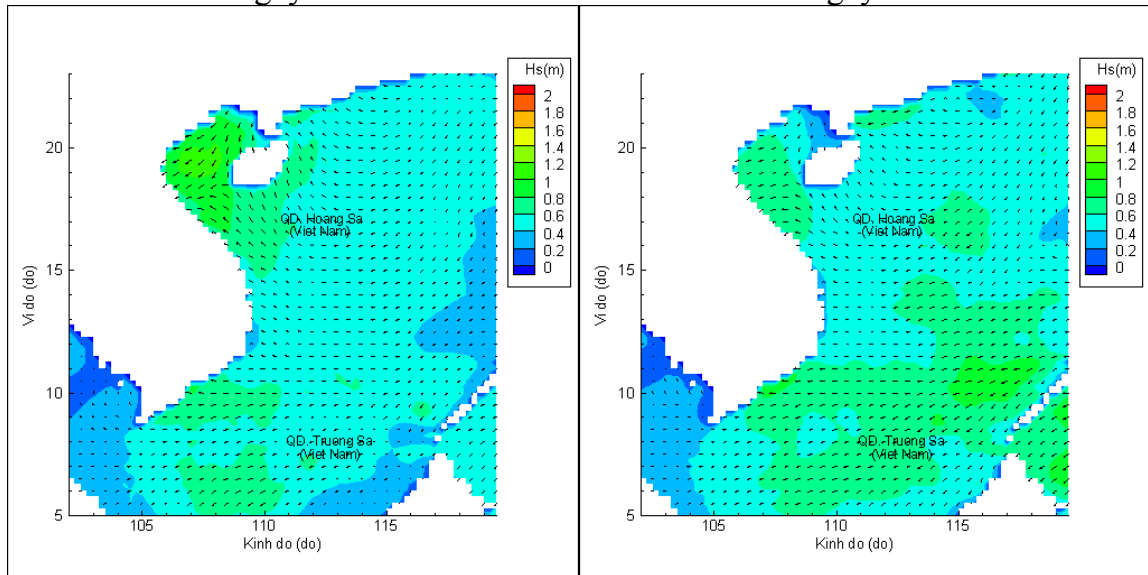 Hs(m)
2
1.8
1.6
1.4
1.2
1
0.8
0.6
0.4
0.2
0
20
15
10
5
Vi do (do)
QD. Hoang Sa
(Viet Nam)
QD. Truong Sa
(Viet Nam)
105
110
115
Kinh do (do)
Hs(m)
2
1.8
1.6
1.4
1.2
1
0.8
0.6
0.4
0.2
0
20
15
10
5
Vi do (do)
QD. Hoang Sa
(Viet Nam)
QD. Truong Sa
(Viet Nam)
105
110
115
Kinh do (do)